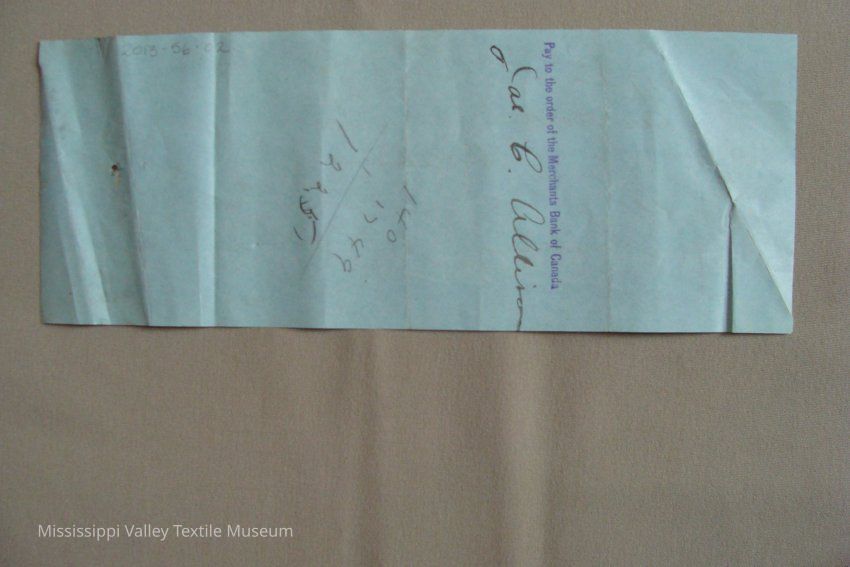 2013·56·02
Pay to the order of the Merchants Bank of Canada
Jas. C. Allison
Mississippi Valley Textile Museum